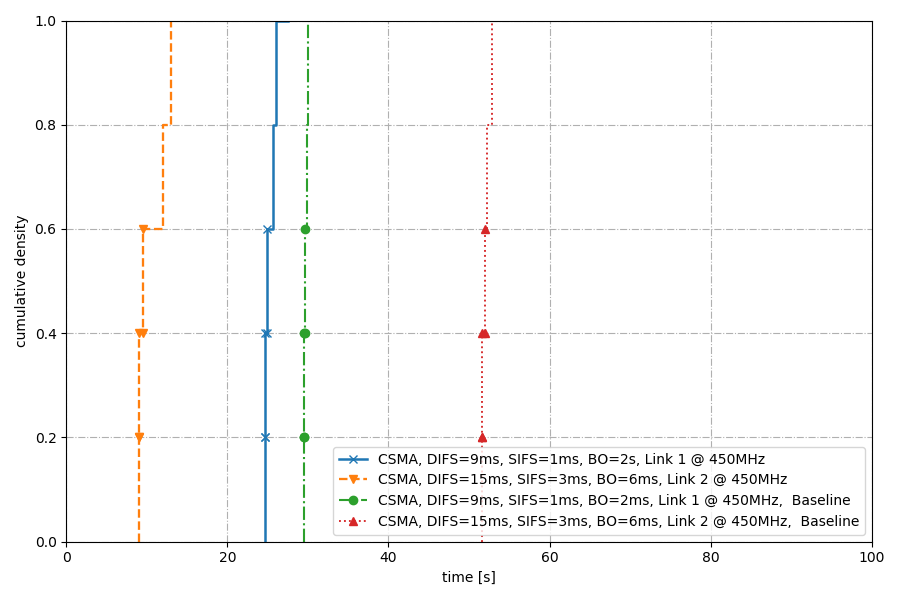 1.0
0.8
0.6
0.4
0.2
0.0
cumulative density
CSMA, DIFS=9ms, SIFS=1ms, BO=2s, Link 1 @ 450MHz
CSMA, DIFS=15ms, SIFS=3ms, BO=6ms, Link 2 @ 450MHz
CSMA, DIFS=9ms, SIFS=1ms, BO=2ms, Link 1 @ 450MHz,  Baseline
CSMA, DIFS=15ms, SIFS=3ms, BO=6ms, Link 2 @ 450MHz,  Baseline
0 20 40 60 80 100
time [s]